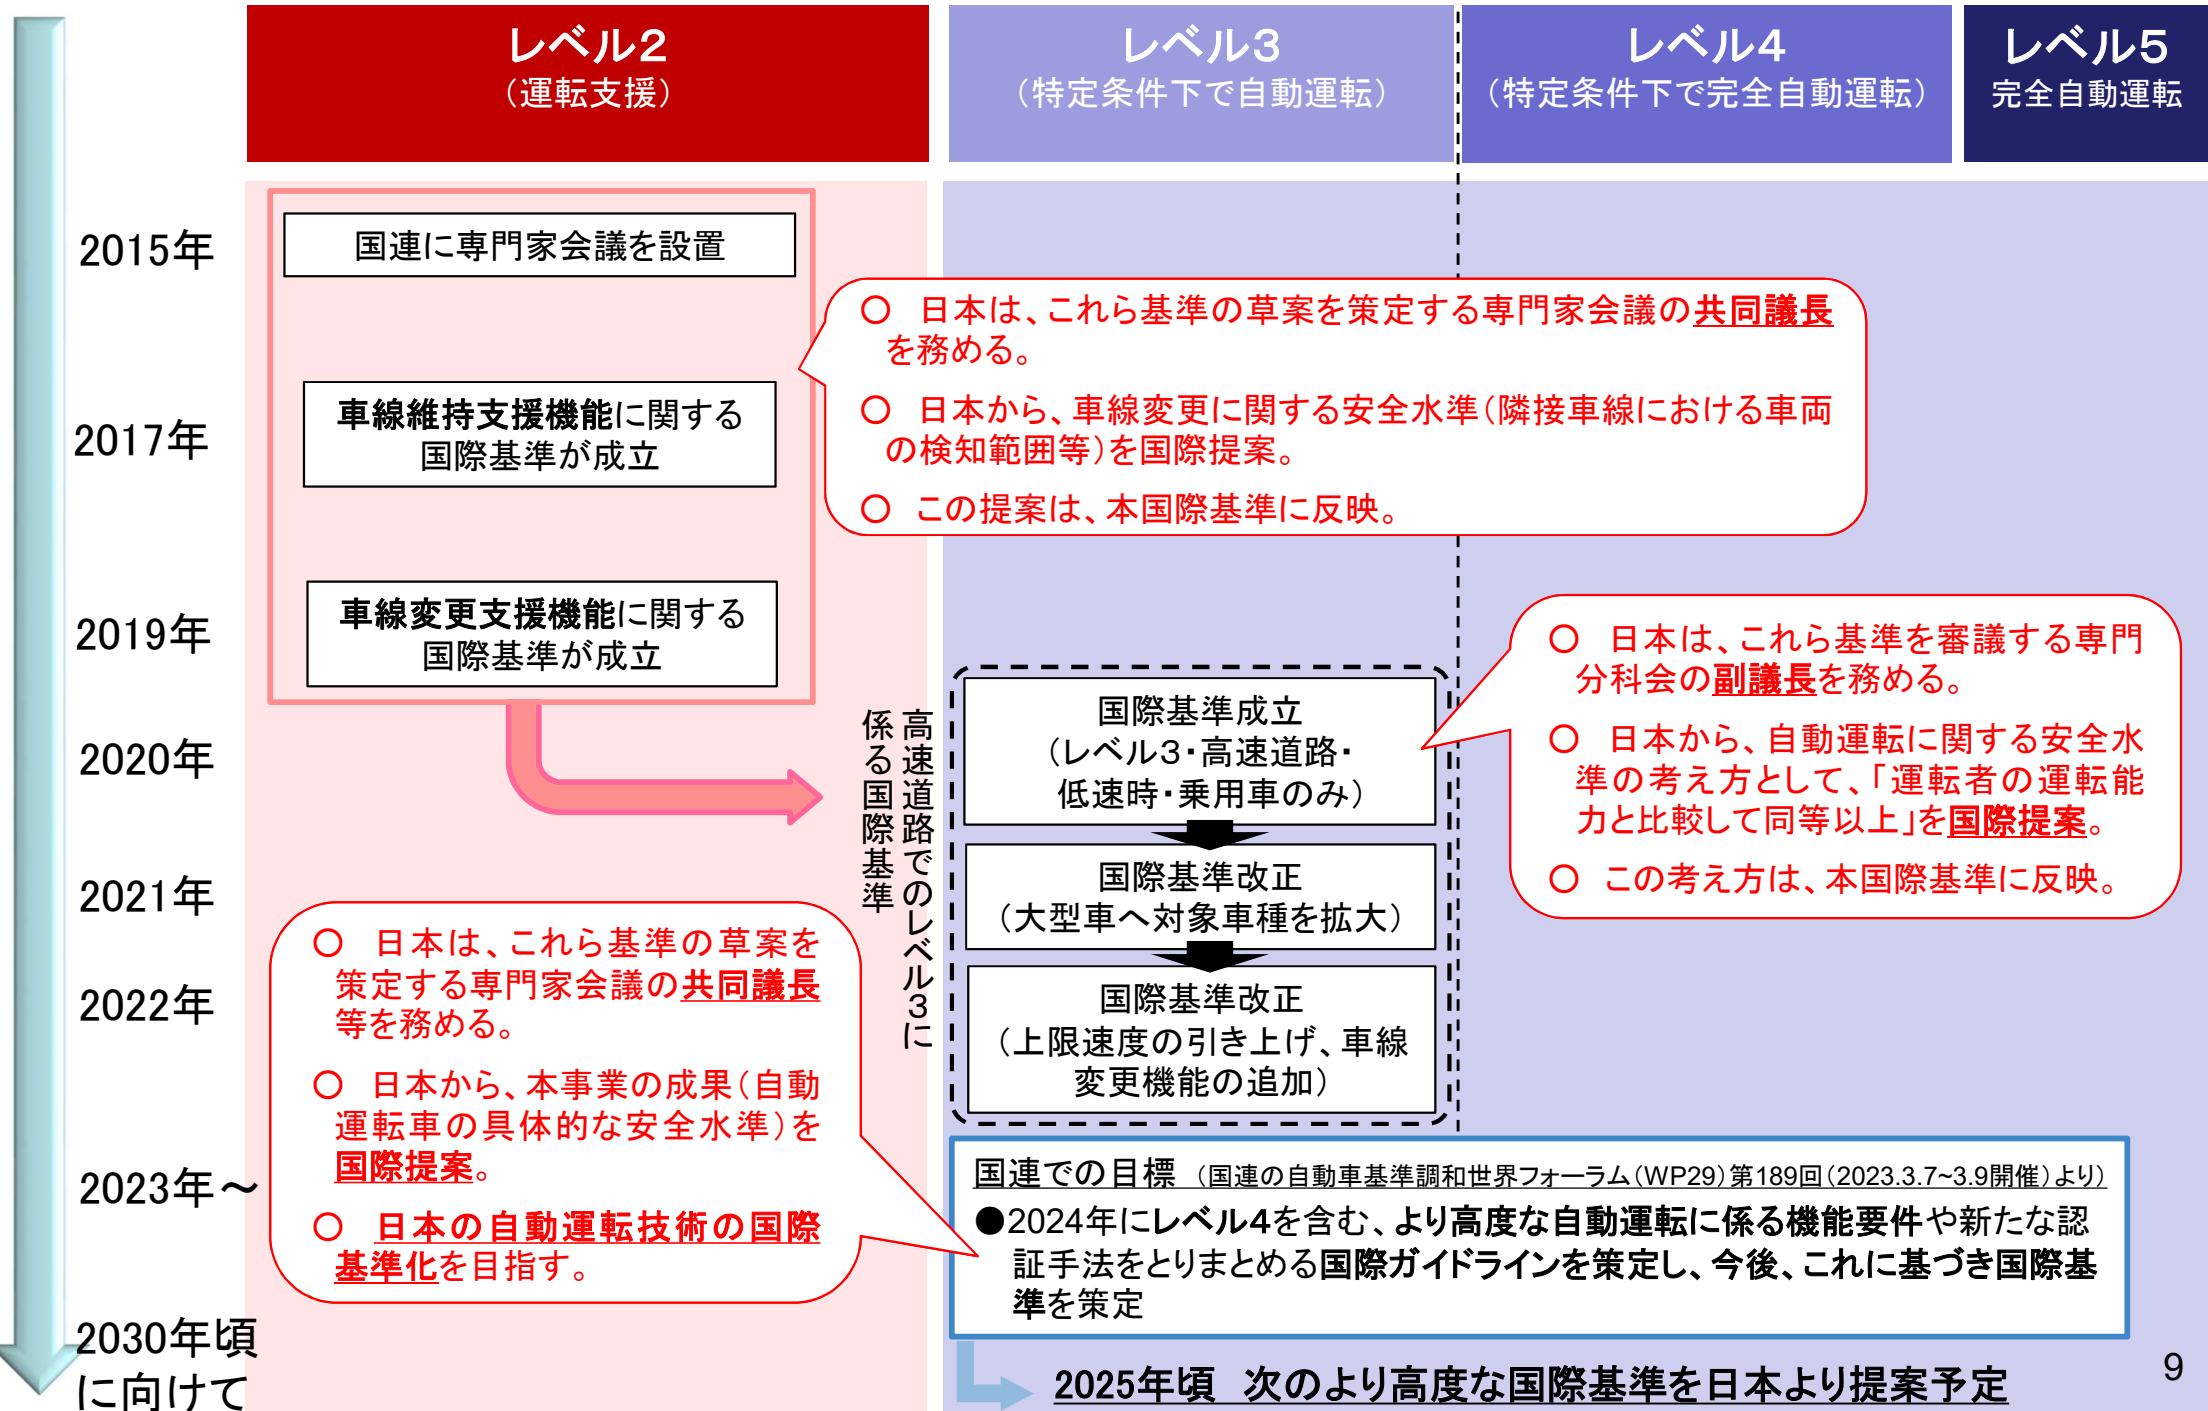 レベル2
（運転支援）
レベル3
（特定条件下で自動運転）
レベル4
（特定条件下で完全自動運転）
レベル5
完全自動運転
2015年
国連に専門家会議を設置
○　日本は、これら基準の草案を策定する専門家会議の共同議長
を務める。
○　日本から、車線変更に関する安全水準（隣接車線における車両
の検知範囲等）を国際提案。
○　この提案は、本国際基準に反映。
2017年
車線維持支援機能に関する
国際基準が成立
2019年
車線変更支援機能に関する
国際基準が成立
2020年
高速道路でのレベル3に
係る国際基準
国際基準成立
（レベル3・高速道路・
低速時・乗用車のみ）
○　日本は、これら基準を審議する専門
分科会の副議長を務める。
○　日本から、自動運転に関する安全水
準の考え方として、「運転者の運転能
力と比較して同等以上」を国際提案。
○　この考え方は、本国際基準に反映。
2021年
国際基準改正
（大型車へ対象車種を拡大）
2022年
国際基準改正
（上限速度の引き上げ、車線
変更機能の追加）
○　日本は、これら基準の草案を
策定する専門家会議の共同議長
等を務める。
○　日本から、本事業の成果（自動
運転車の具体的な安全水準）を
国際提案。
○　日本の自動運転技術の国際
基準化を目指す。
2023年～
国連での目標（国連の自動車基準調和世界フォーラム（WP29）第189回（2023.3.7~3.9開催）より）
●2024年にレベル4を含む、より高度な自動運転に係る機能要件や新たな認
証手法をとりまとめる国際ガイドラインを策定し、今後、これに基づき国際基
準を策定
2030年頃
に向けて
2025年頃　次のより高度な国際基準を日本より提案予定
9